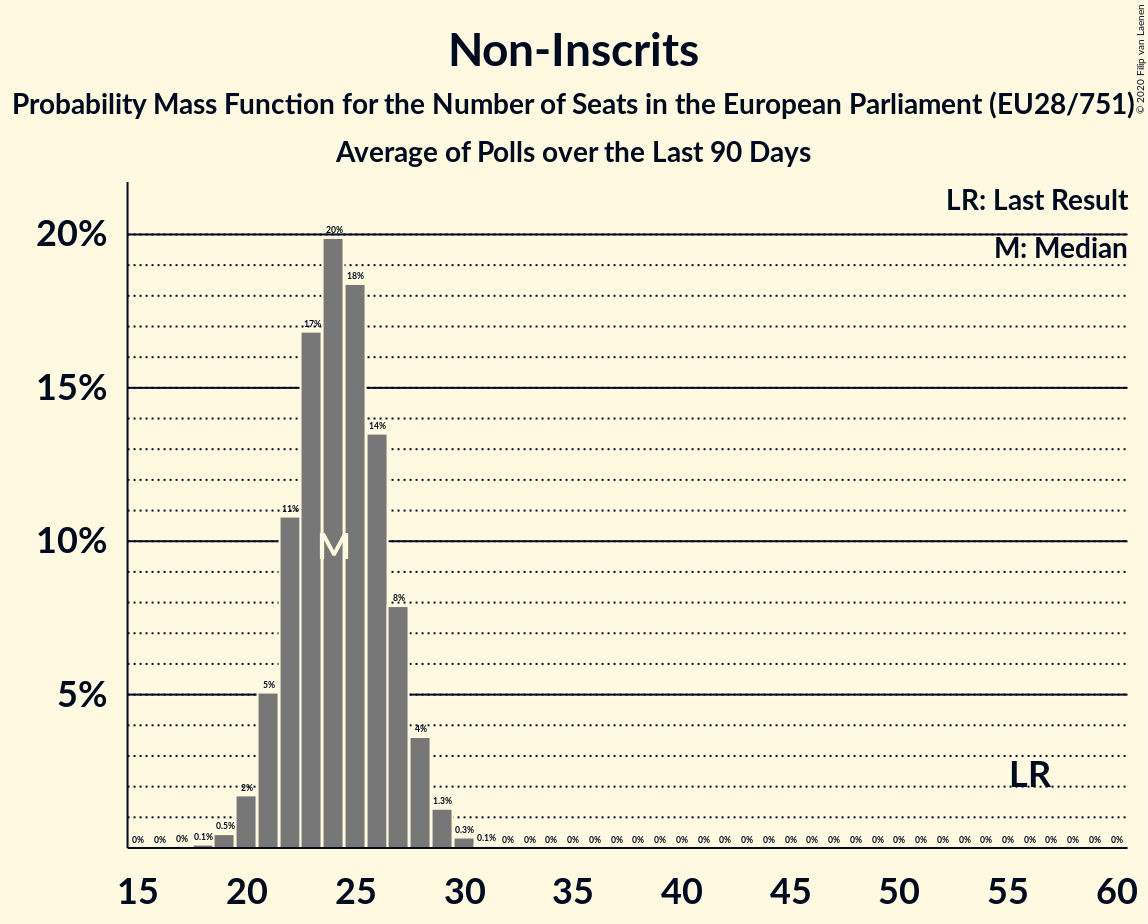 Non-Inscrits
Probability Mass Function for the Number of Seats in the European Parliament (EU28/751)
Average of Polls over the Last 90 Days
© 2020 Filip van Laenen
LR: Last Result
M: Median
20%
15%
10%
5%
0% 0% 0% 0.1% 0.5% 2% 5% 11% 17% 20% 18% 14% 8% 4% 1.3% 0.3% 0.1% 0% 0% 0% 0% 0% 0% 0% 0% 0% 0% 0% 0% 0% 0% 0% 0% 0% 0% 0% 0% 0% 0% 0% 0% 0% 0% 0% 0% 0%
M
LR
15 20 25 30 35 40 45 50 55 60